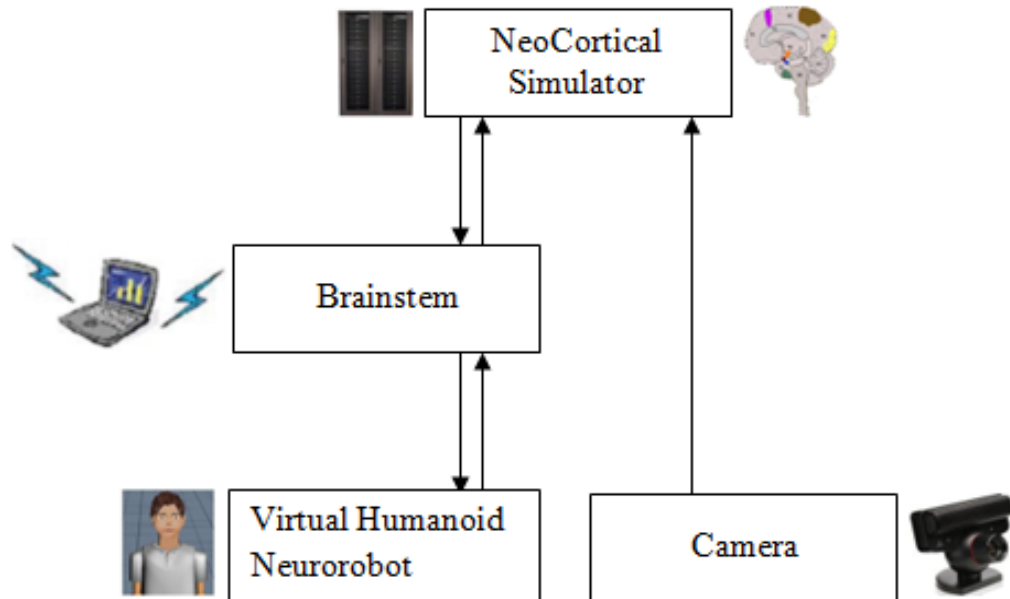 NeoCortical
Simulator
Brainstem
Virtual Humanoid
Neurorobot
Camera